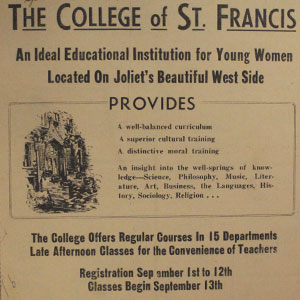 THE COLLEGE of ST. FRANCIS
An Ideal Educational Institution for Young Women
Located On Joliet's Beautiful West Side
PROVIDES
A well-balanced curriculum
A superior cultural training
A distinctive moral training
An insight into the well-springs of know-
ledge—Science, Philosophy, Music, Liter-
ature, Art, Business, the Languages, His-
tory, Sociology, Religion . . .
The College Offers Regular Courses In 15 Departments
Late Afternoon Classes for the Convenience of Teachers
Registration Sep ember 1st to 12th
Classes Begin September 13th